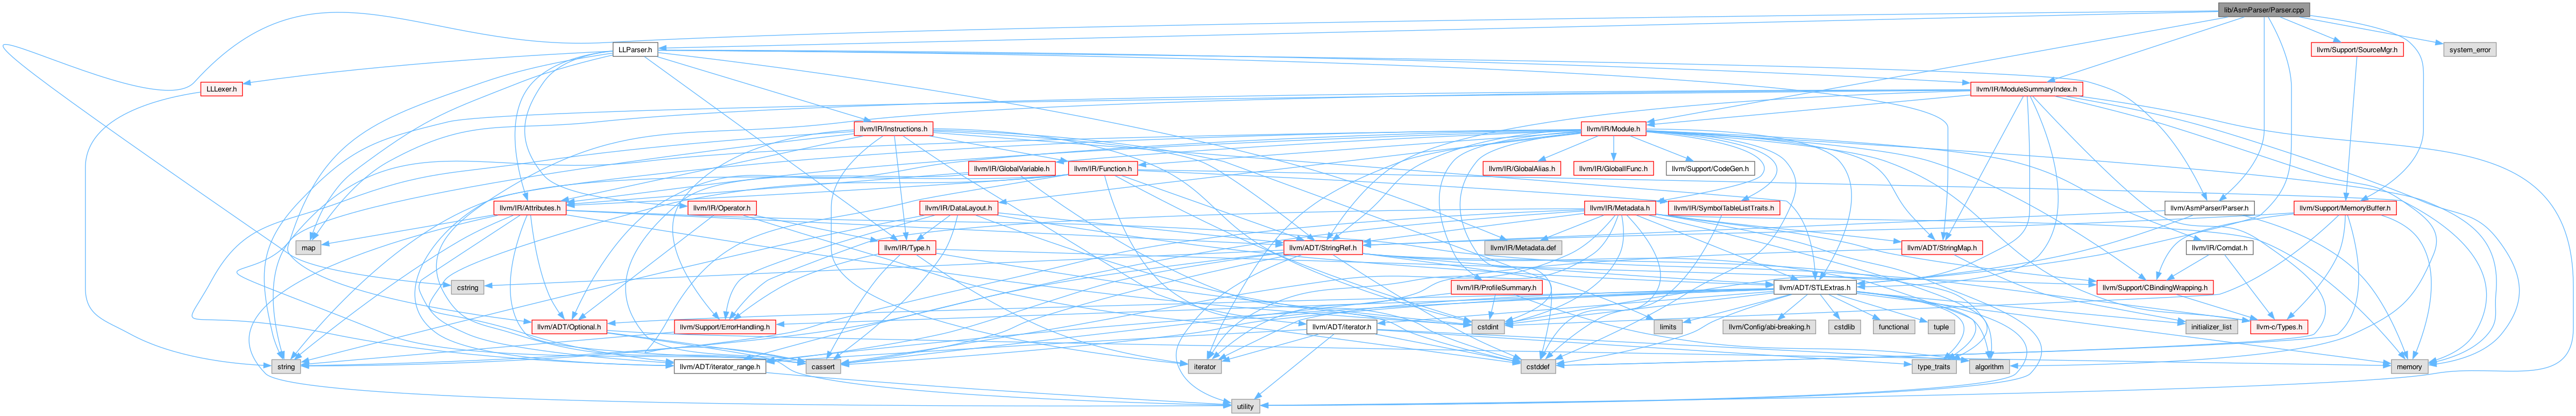 lib/AsmParser/Parser.cpp
LLParser.h
llvm/Support/SourceMgr.h
system_error
LLLexer.h
llvm/IR/ModuleSummaryIndex.h
llvm/IR/Instructions.h
llvm/IR/Module.h
llvm/IR/GlobalVariable.h
llvm/IR/Function.h
llvm/IR/GlobalAlias.h
llvm/IR/GlobalIFunc.h
llvm/Support/CodeGen.h
llvm/IR/Attributes.h
llvm/IR/Operator.h
llvm/IR/DataLayout.h
llvm/IR/Metadata.h
llvm/IR/SymbolTableListTraits.h
llvm/AsmParser/Parser.h
llvm/Support/MemoryBuffer.h
map
llvm/IR/Type.h
llvm/ADT/StringRef.h
llvm/IR/Metadata.def
llvm/ADT/StringMap.h
llvm/IR/Comdat.h
cstring
llvm/IR/ProfileSummary.h
llvm/ADT/STLExtras.h
llvm/Support/CBindingWrapping.h
llvm/ADT/Optional.h
llvm/Support/ErrorHandling.h
llvm/ADT/iterator.h
cstdint
limits
llvm/Config/abi-breaking.h
cstdlib
functional
tuple
initializer_list
llvm-c/Types.h
string
llvm/ADT/iterator_range.h
cassert
iterator
cstddef
type_traits
algorithm
memory
utility